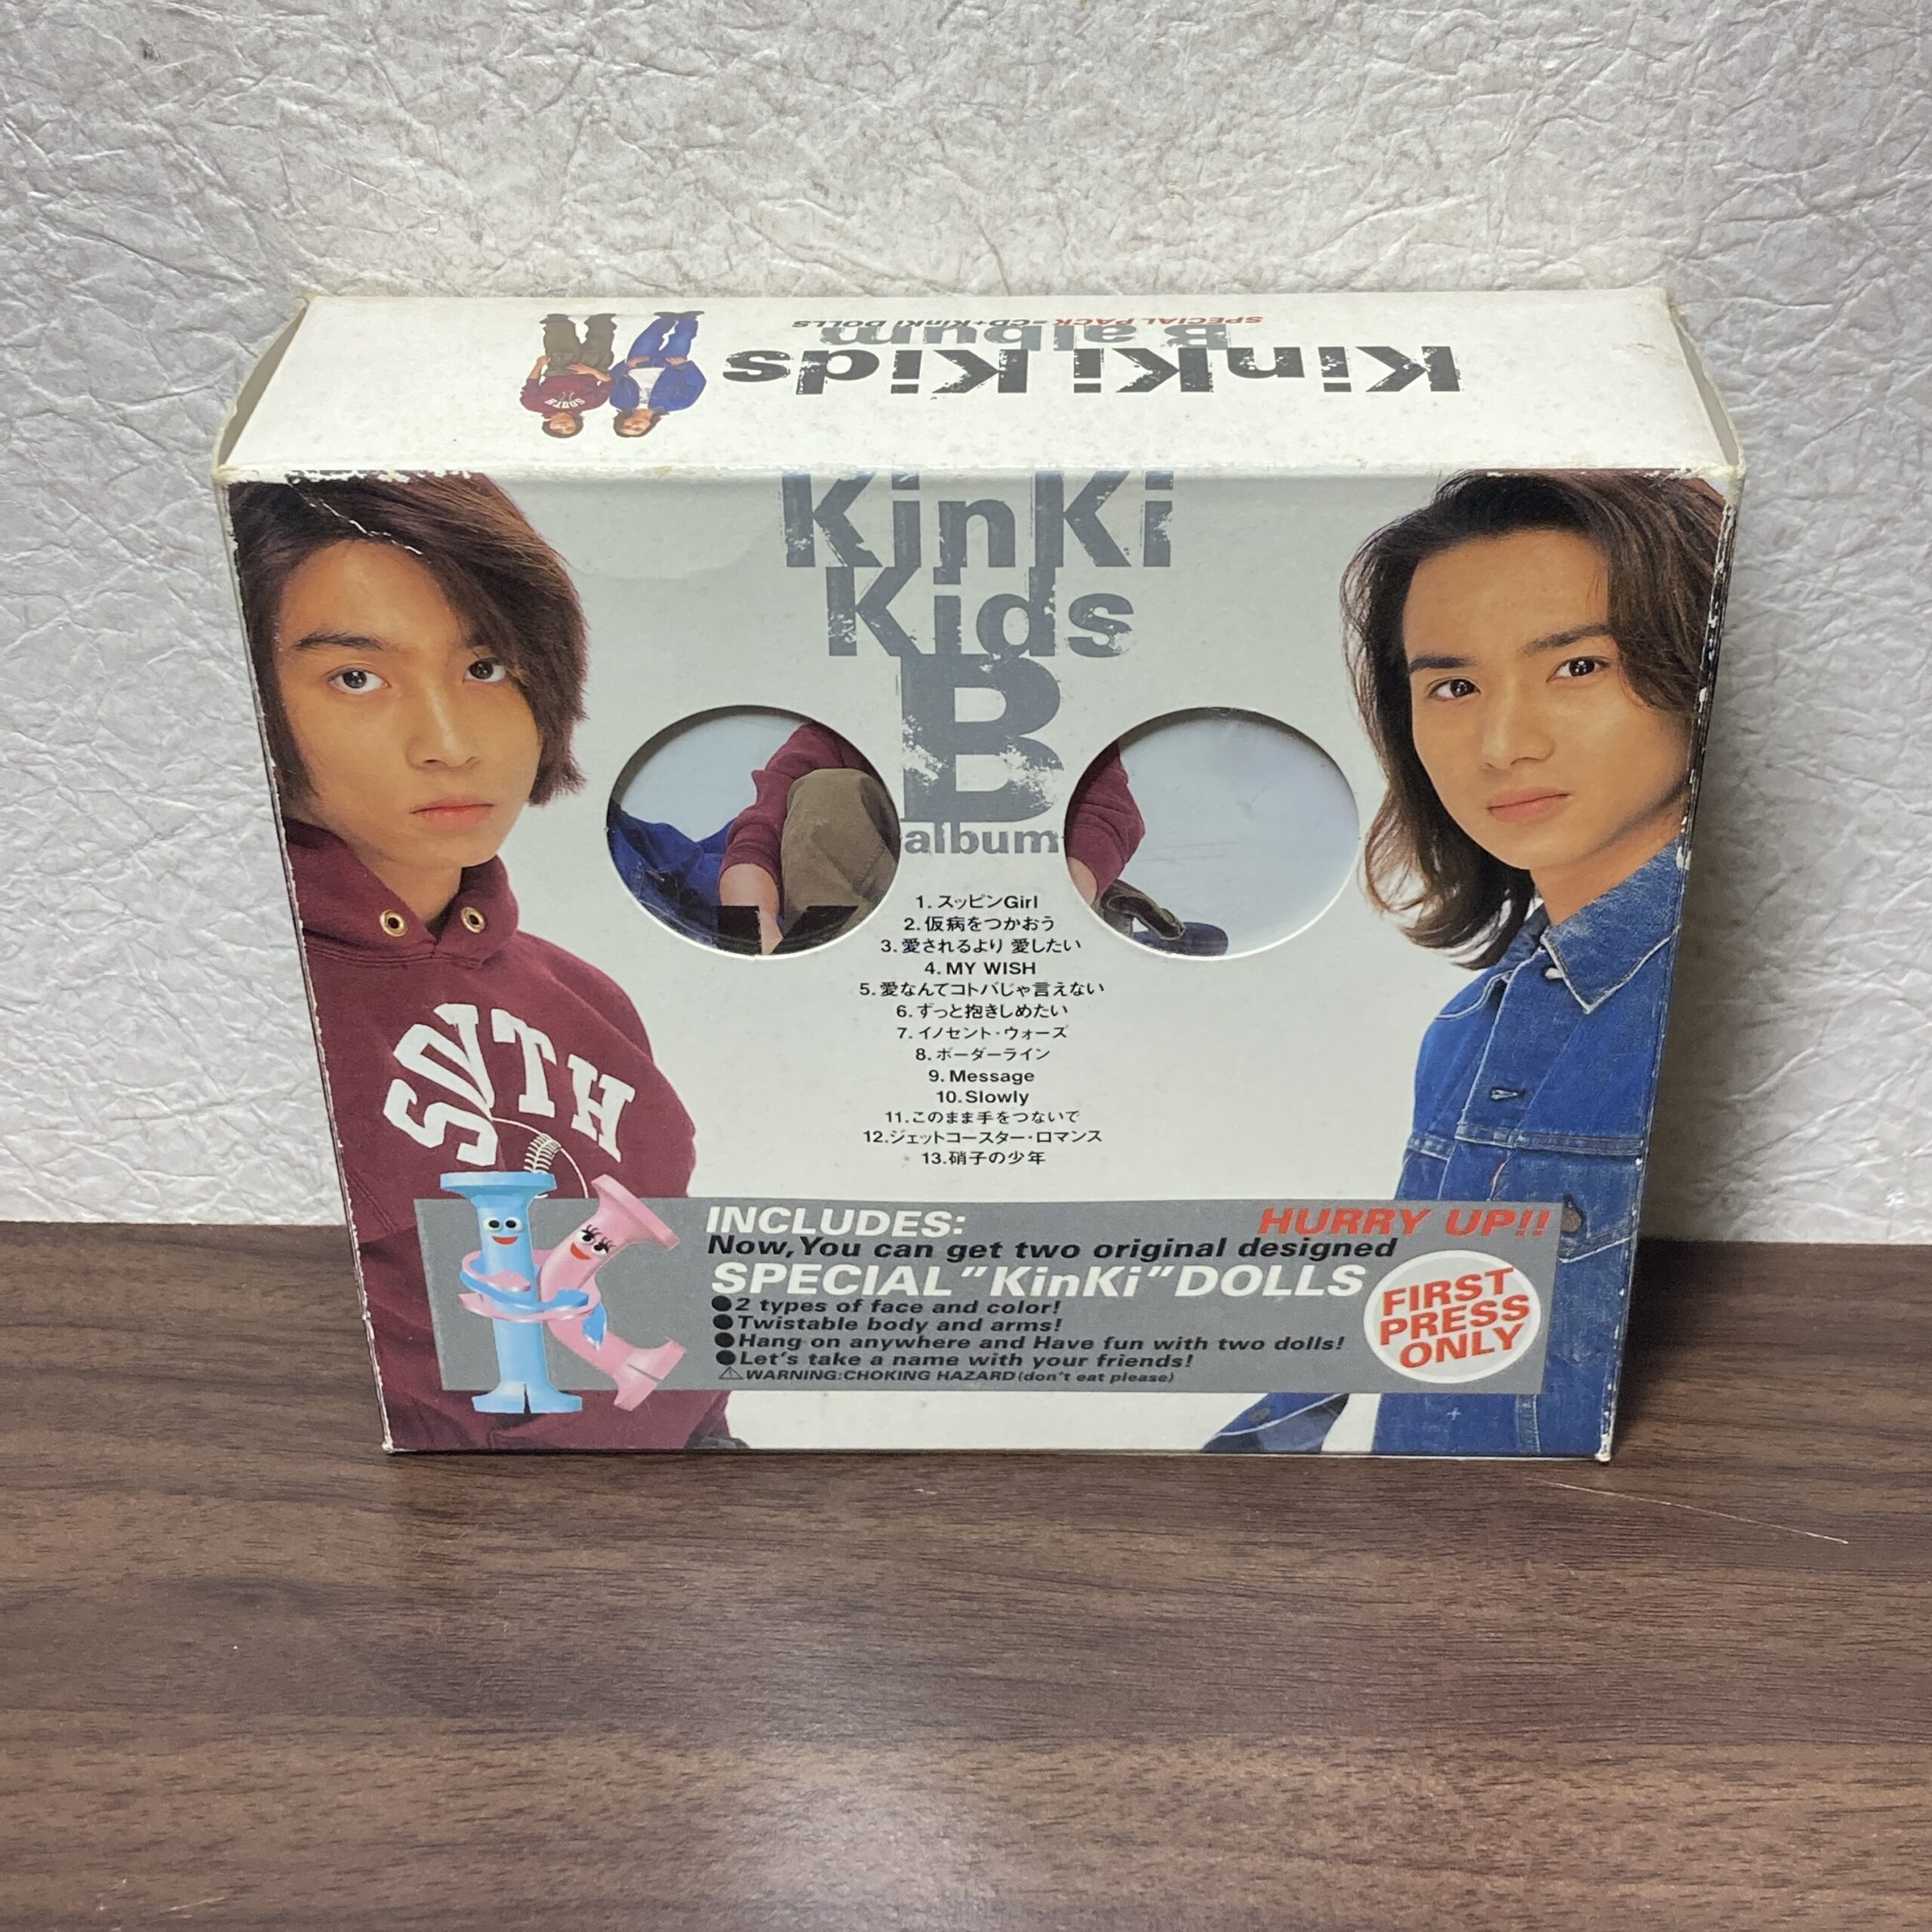 KinKi Kids
B album
SPECIAL PACK=CD+KinKi DOLLS
SOUTH
KinKi
Kids
B
album
1. スッピンGirl
2. 仮病をつかおう
3. 愛されるより 愛したい
4. MY WISH
5. 愛なんてコトバじゃ言えない
6. ずっと抱きしめたい
7. イノセント・ウォーズ
8. ボーダーライン
9. Message
10. Slowly
11. このまま手をつないで
12. ジェットコースター・ロマンス
13. 硝子の少年
SOUTH
INCLUDES:
HURRY UP!!
Now, You can get two original designed
SPECIAL "KinKi" DOLLS
●2 types of face and color!
●Twistable body and arms!
●Hang on anywhere and Have fun with two dolls!
●Let's take a name with your friends!
⚠WARNING:CHOKING HAZARD(don't eat please)
FIRST
PRESS
ONLY